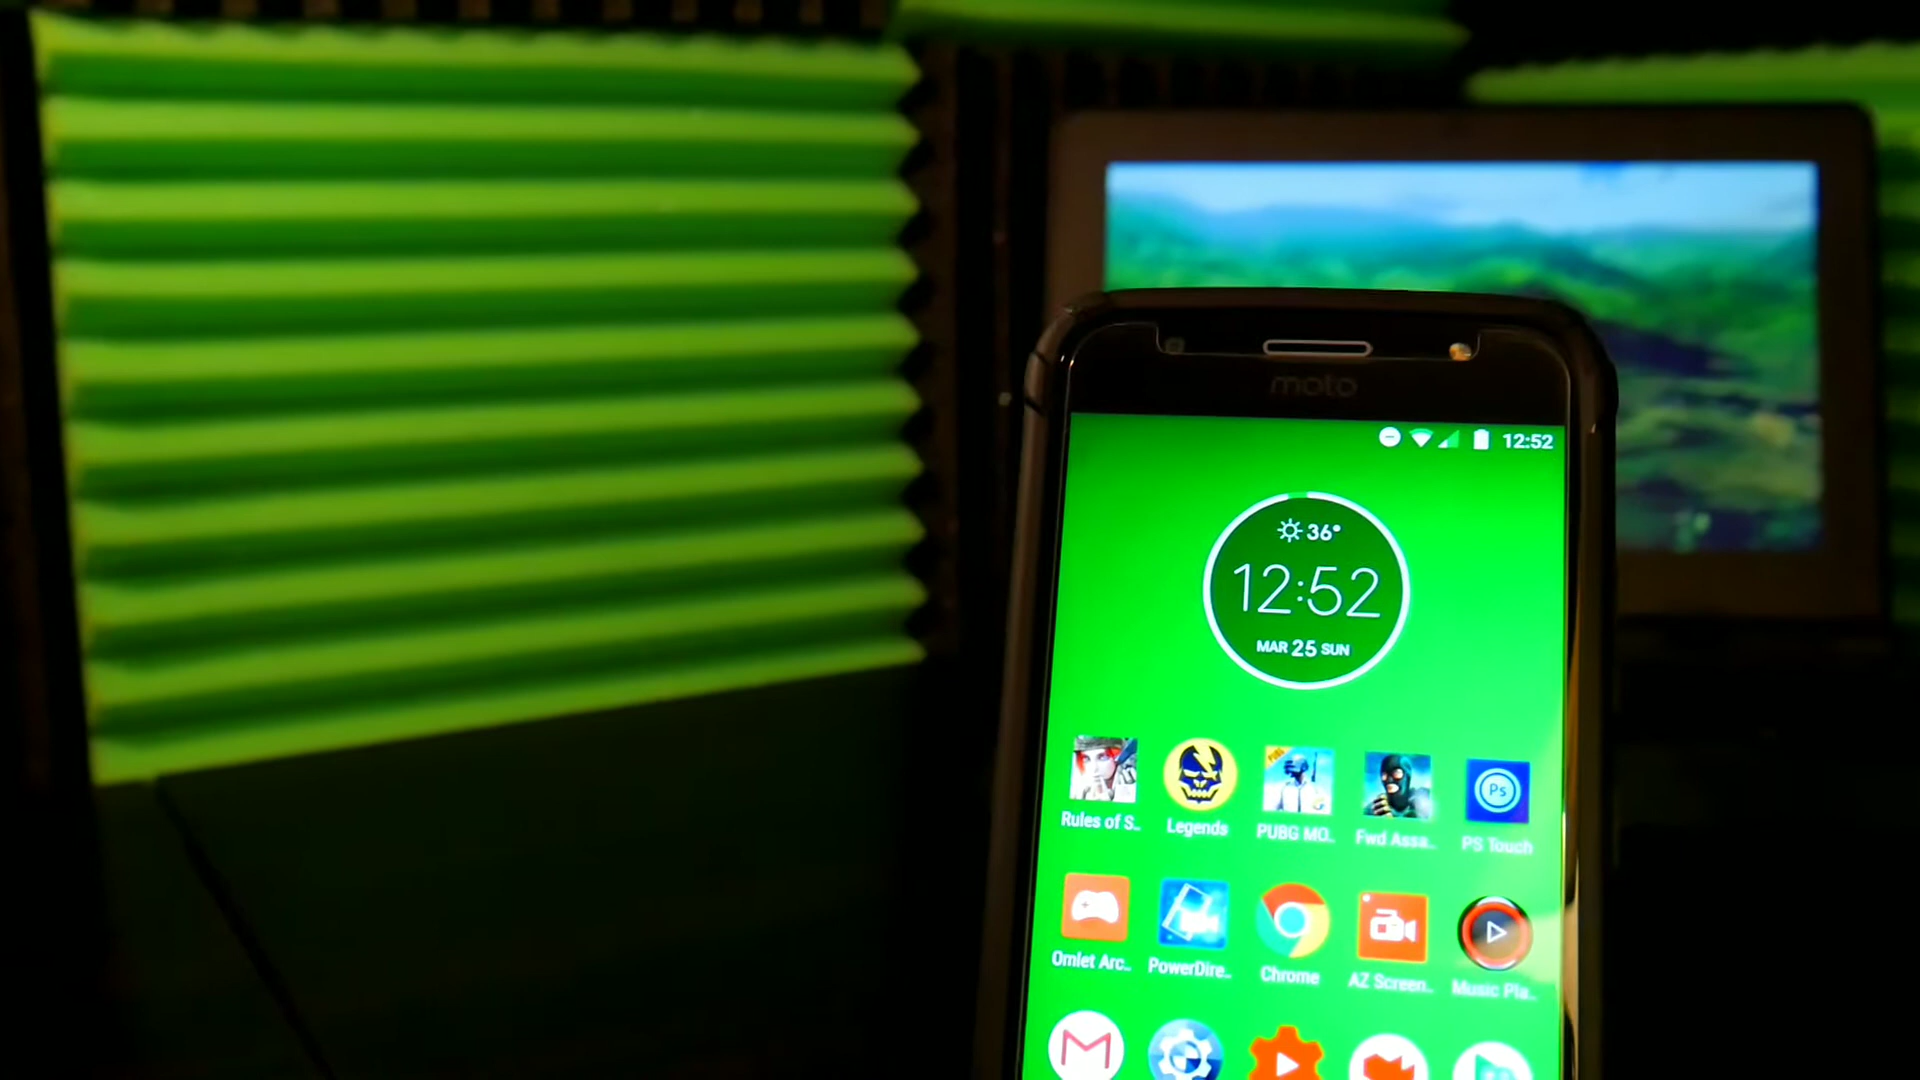 moto
12:52
36°
12:52
MAR 25 SUN
Rules of S..
Legends
PUBG MO..
Fwd Assa..
PS Touch
Ps
Omlet Arc..
PowerDire..
Chrome
AZ Screen..
Music Pla..